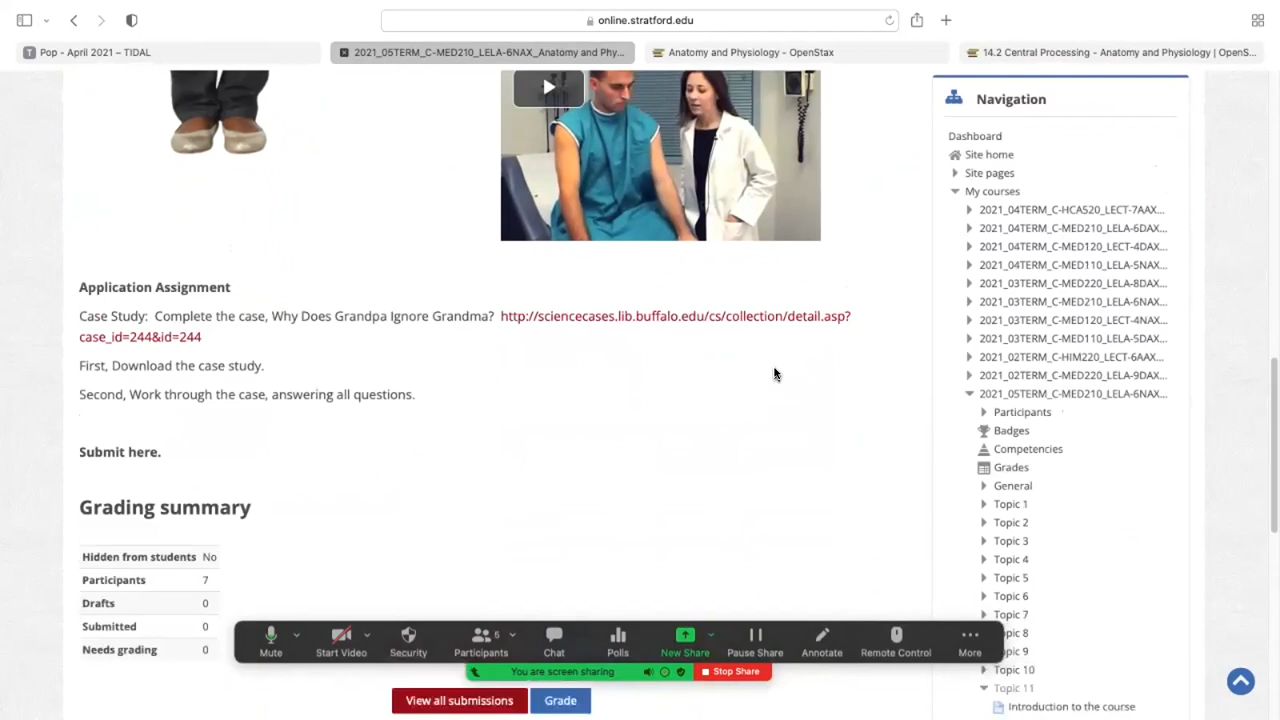 online.stratford.edu
T Pop - April 2021 – TIDAL
2021_05TERM_C-MED210_LELA-6NAX_Anatomy and Phy...
Anatomy and Physiology - OpenStax
14.2 Central Processing - Anatomy and Physiology | OpenS...
Application Assignment
Case Study: Complete the case, Why Does Grandpa Ignore Grandma? http://sciencecases.lib.buffalo.edu/cs/collection/detail.asp?
case_id=244&id=244
First, Download the case study.
Second, Work through the case, answering all questions.
Submit here.
Grading summary
Hidden from students No
Participants 7
Drafts 0
Submitted 0
Needs grading 0
View all submissions
Grade
Navigation
Dashboard
Site home
Site pages
My courses
2021_04TERM_C-HCA520_LECT-7AAX...
2021_04TERM_C-MED210_LELA-6DAX...
2021_04TERM_C-MED120_LECT-4DAX...
2021_04TERM_C-MED110_LELA-5NAX...
2021_03TERM_C-MED220_LELA-8DAX...
2021_03TERM_C-MED210_LELA-6NAX...
2021_03TERM_C-MED120_LECT-4NAX...
2021_03TERM_C-MED110_LELA-5DAX...
2021_02TERM_C-HIM220_LECT-6AAX...
2021_02TERM_C-MED220_LELA-9DAX...
2021_05TERM_C-MED210_LELA-6NAX...
Participants
Badges
Competencies
Grades
General
Topic 1
Topic 2
Topic 3
Topic 4
Topic 5
Topic 6
Topic 7
8
9
Topic 10
Topic 11
Introduction to the course
Mute
Start Video
Security
Participants 6
Chat
Polls
New Share
Pause Share
Annotate
Remote Control
More
You are screen sharing
Stop Share